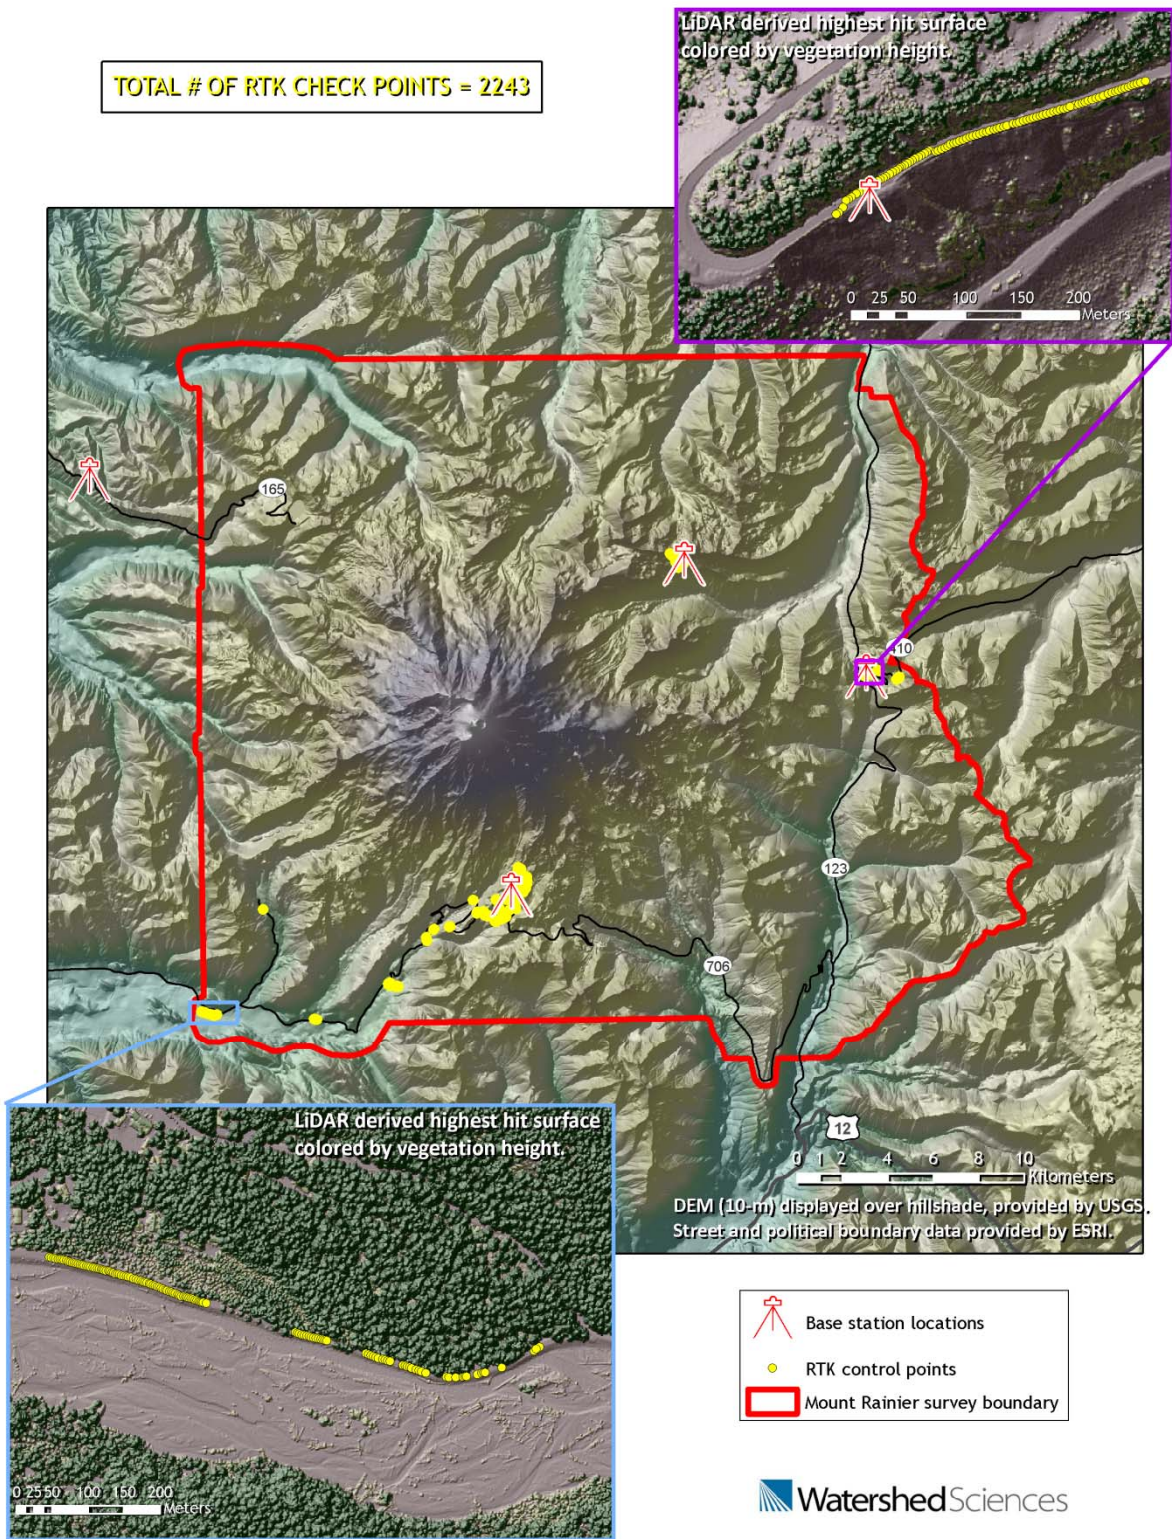 LiDAR derived highest hit surface
colored by vegetation height.
TOTAL # OF RTK CHECK POINTS = 2243
0 25 50 100 150 200
Meters
165
410
123
706
12
0 1 2 4 6 8 10
Kilometers
DEM (10-m) displayed over hillshade, provided by USGS.
Street and political boundary data provided by ESRI.
LiDAR derived highest hit surface
colored by vegetation height.
0 25 50 100 150 200
Meters
Base station locations
RTK control points
Mount Rainier survey boundary
Watershed Sciences